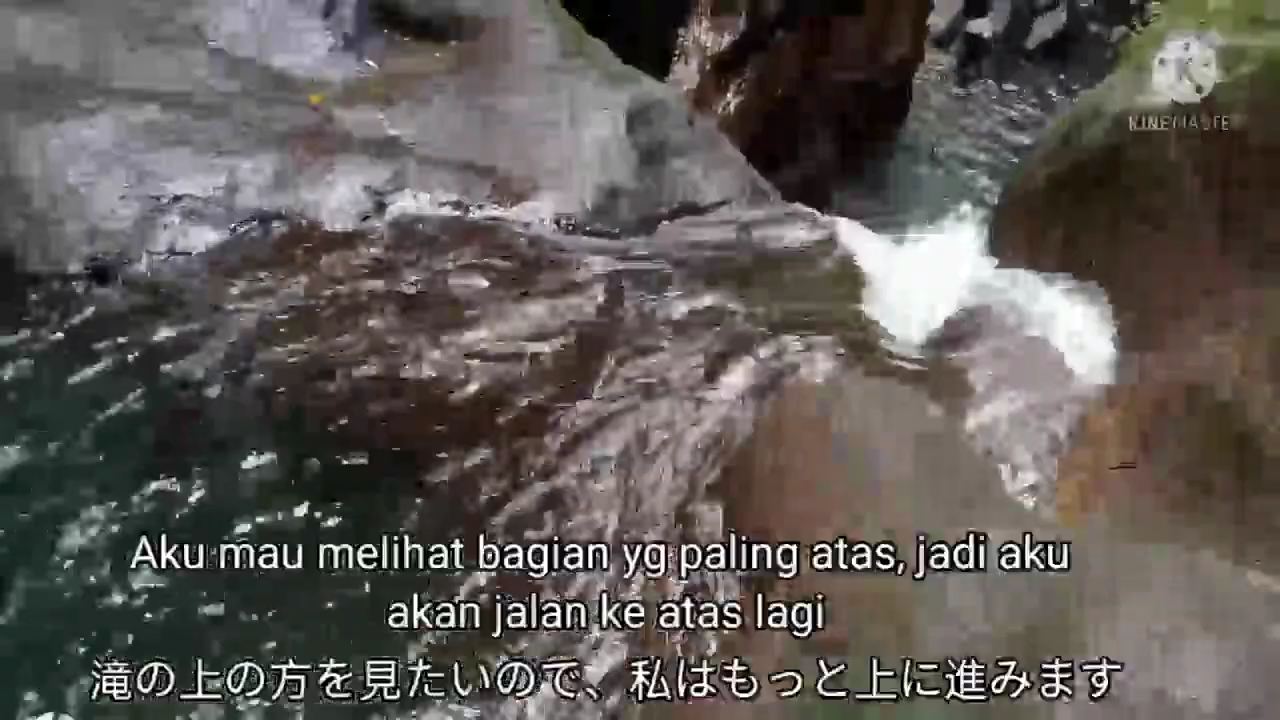 KINEMASTER
Aku mau melihat bagian yg paling atas, jadi aku
akan jalan ke atas lagi
滝の上の方を見たいので、私はもっと上に進みます